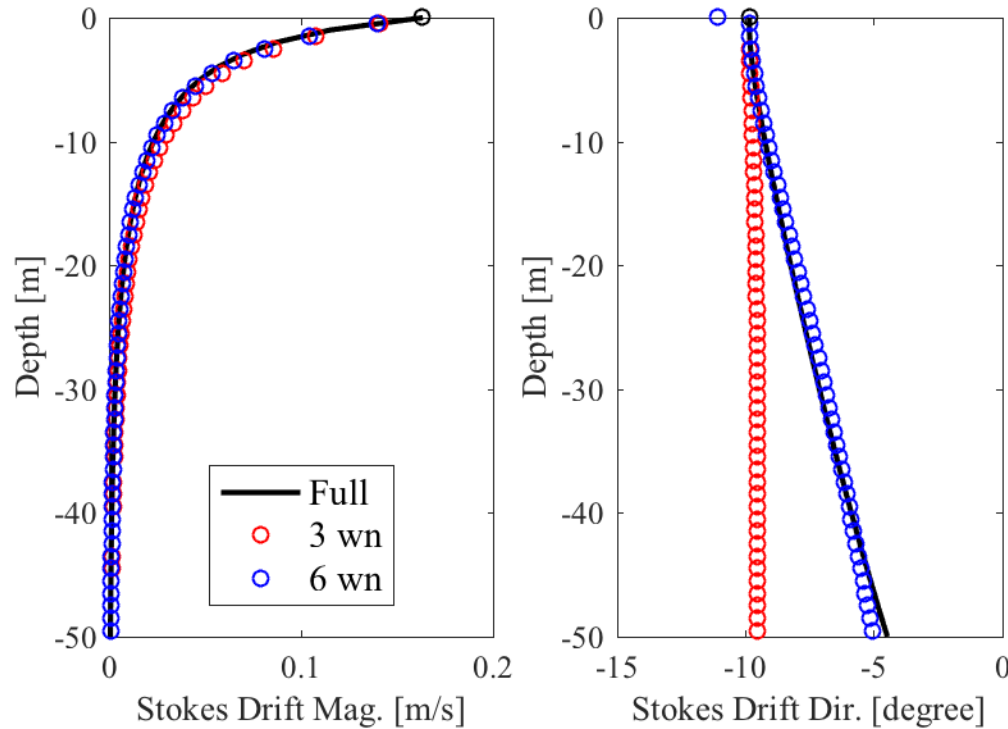 0
-10
-20
-30
-40
-50
Depth [m]
0
0.1
0.2
Stokes Drift Mag. [m/s]
Full
3 wn
6 wn
0
-10
-20
-30
-40
-50
Depth [m]
-15
-10
-5
0
Stokes Drift Dir. [degree]